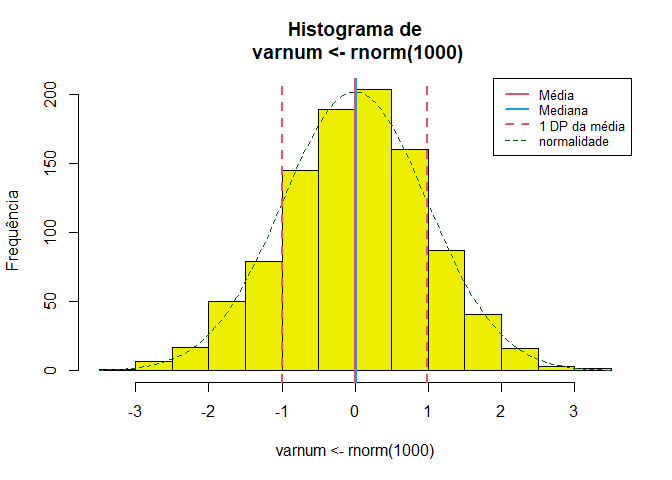 Histograma de
varnum <- rnorm(1000)
Média
Mediana
1 DP da média
normalidade
Frequência
200
150
100
50
0
-3 -2 -1 0 1 2 3
varnum <- rnorm(1000)